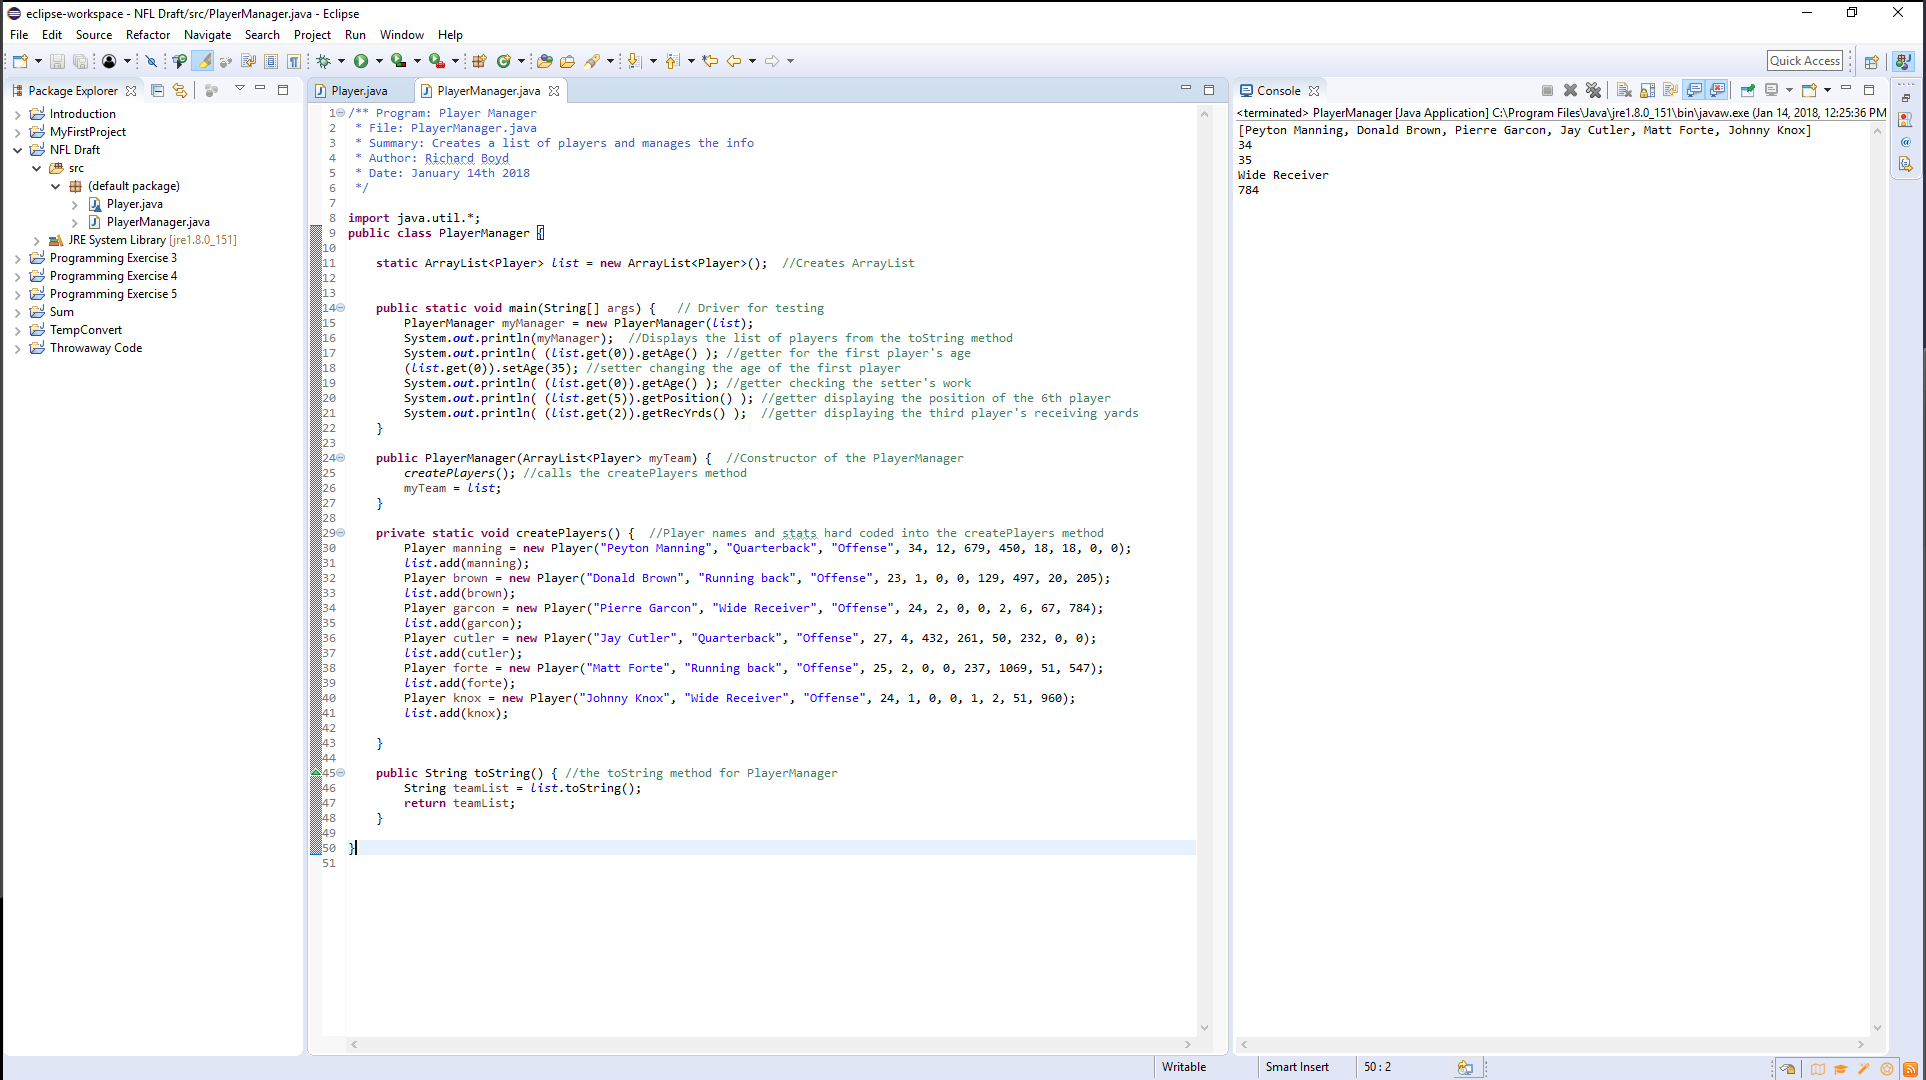 eclipse-workspace - NFL Draft/src/PlayerManager.java - Eclipse
File Edit Source Refactor Navigate Search Project Run Window Help
Quick Access
Package Explorer
Introduction
MyFirstProject
NFL Draft
src
(default package)
Player.java
PlayerManager.java
JRE System Library [jre1.8.0_151]
Programming Exercise 3
Programming Exercise 4
Programming Exercise 5
Sum
TempConvert
Throwaway Code
Player.java PlayerManager.java
1 /** Program: Player Manager
2  * File: PlayerManager.java
3  * Summary: Creates a list of players and manages the info
4  * Author: Richard Boyd
5  * Date: January 14th 2018
6  */
7
8 import java.util.*;
9 public class PlayerManager {
10
11     static ArrayList<Player> list = new ArrayList<Player>();  //Creates ArrayList
12
13
14     public static void main(String[] args) {   // Driver for testing
15         PlayerManager myManager = new PlayerManager(list);
16         System.out.println(myManager);  //Displays the list of players from the toString method
17         System.out.println( (list.get(0)).getAge() ); //getter for the first player's age
18         (list.get(0)).setAge(35); //setter changing the age of the first player
19         System.out.println( (list.get(0)).getAge() ); //getter checking the setter's work
20         System.out.println( (list.get(5)).getPosition() ); //getter displaying the position of the 6th player
21         System.out.println( (list.get(2)).getRecYrds() );  //getter displaying the third player's receiving yards
22     }
23
24     public PlayerManager(ArrayList<Player> myTeam) {  //Constructor of the PlayerManager
25         createPlayers(); //calls the createPlayers method
26         myTeam = list;
27     }
28
29     private static void createPlayers() {  //Player names and stats hard coded into the createPlayers method
30         Player manning = new Player("Peyton Manning", "Quarterback", "Offense", 34, 12, 679, 450, 18, 18, 0, 0);
31         list.add(manning);
32         Player brown = new Player("Donald Brown", "Running back", "Offense", 23, 1, 0, 0, 129, 497, 20, 205);
33         list.add(brown);
34         Player garcon = new Player("Pierre Garcon", "Wide Receiver", "Offense", 24, 2, 0, 0, 2, 6, 67, 784);
35         list.add(garcon);
36         Player cutler = new Player("Jay Cutler", "Quarterback", "Offense", 27, 4, 432, 261, 50, 232, 0, 0);
37         list.add(cutler);
38         Player forte = new Player("Matt Forte", "Running back", "Offense", 25, 2, 0, 0, 237, 1069, 51, 547);
39         list.add(forte);
40         Player knox = new Player("Johnny Knox", "Wide Receiver", "Offense", 24, 1, 0, 0, 1, 2, 51, 960);
41         list.add(knox);
42
43     }
44
45     public String toString() { //the toString method for PlayerManager
46         String teamList = list.toString();
47         return teamList;
48     }
49
50 }
51
Console
<terminated> PlayerManager [Java Application] C:\Program Files\Java\jre1.8.0_151\bin\javaw.exe (Jan 14, 2018, 12:25:36 PM
[Peyton Manning, Donald Brown, Pierre Garcon, Jay Cutler, Matt Forte, Johnny Knox]
34
35
Wide Receiver
784
Writable Smart Insert 50 : 2